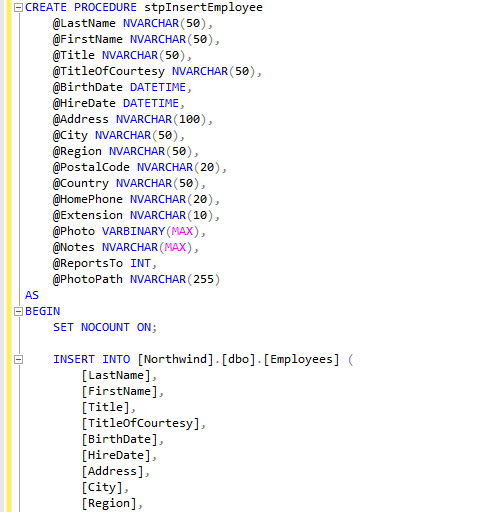 CREATE PROCEDURE stpInsertEmployee
    @LastName NVARCHAR(50),
    @FirstName NVARCHAR(50),
    @Title NVARCHAR(50),
    @TitleOfCourtesy NVARCHAR(50),
    @BirthDate DATETIME,
    @HireDate DATETIME,
    @Address NVARCHAR(100),
    @City NVARCHAR(50),
    @Region NVARCHAR(50),
    @PostalCode NVARCHAR(20),
    @Country NVARCHAR(50),
    @HomePhone NVARCHAR(20),
    @Extension NVARCHAR(10),
    @Photo VARBINARY(MAX),
    @Notes NVARCHAR(MAX),
    @ReportsTo INT,
    @PhotoPath NVARCHAR(255)
AS
BEGIN
    SET NOCOUNT ON;
    INSERT INTO [Northwind].[dbo].[Employees] (
        [LastName],
        [FirstName],
        [Title],
        [TitleOfCourtesy],
        [BirthDate],
        [HireDate],
        [Address],
        [City],
        [Region],